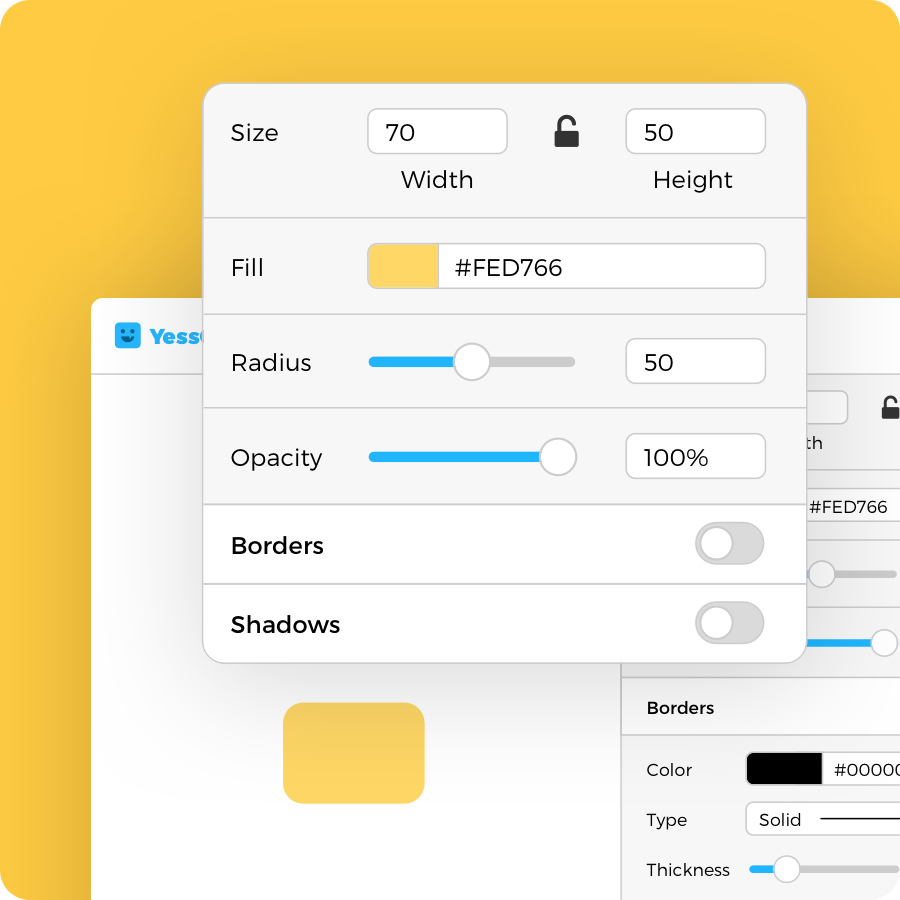 Size 70 50
Width Height
Fill #FED766
Yess
Radius 50
th
Opacity 100%
#FED766
Borders
Shadows
Borders
Color #00000
Type Solid
Thickness